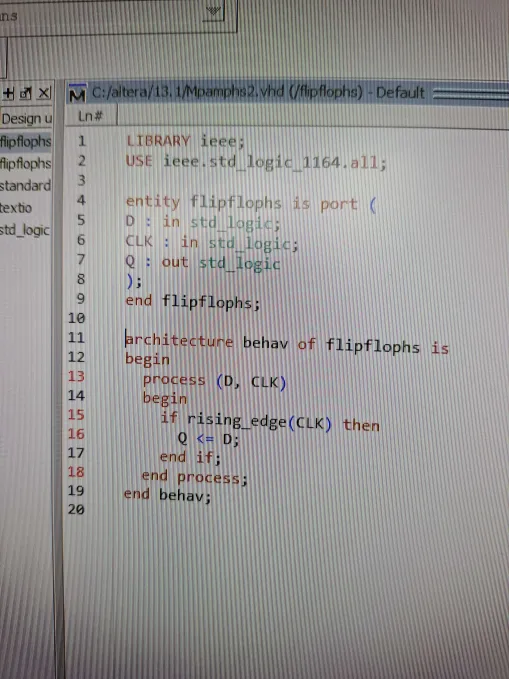 ns
C:/altera/13.1/Mpamphs2.vhd (/flipflophs) - Default
Ln#
Design u
flipflophs
flipflophs
standard
textio
std_logic
1 LIBRARY ieee;
2 USE ieee.std_logic_1164.all;
3
4 entity flipflophs is port (
5 D : in std_logic;
6 CLK : in std_logic;
7 Q : out std_logic
8 );
9 end flipflophs;
10
11 architecture behav of flipflophs is
12 begin
13 process (D, CLK)
14 begin
15 if rising_edge(CLK) then
16 Q <= D;
17 end if;
18 end process;
19 end behav;
20